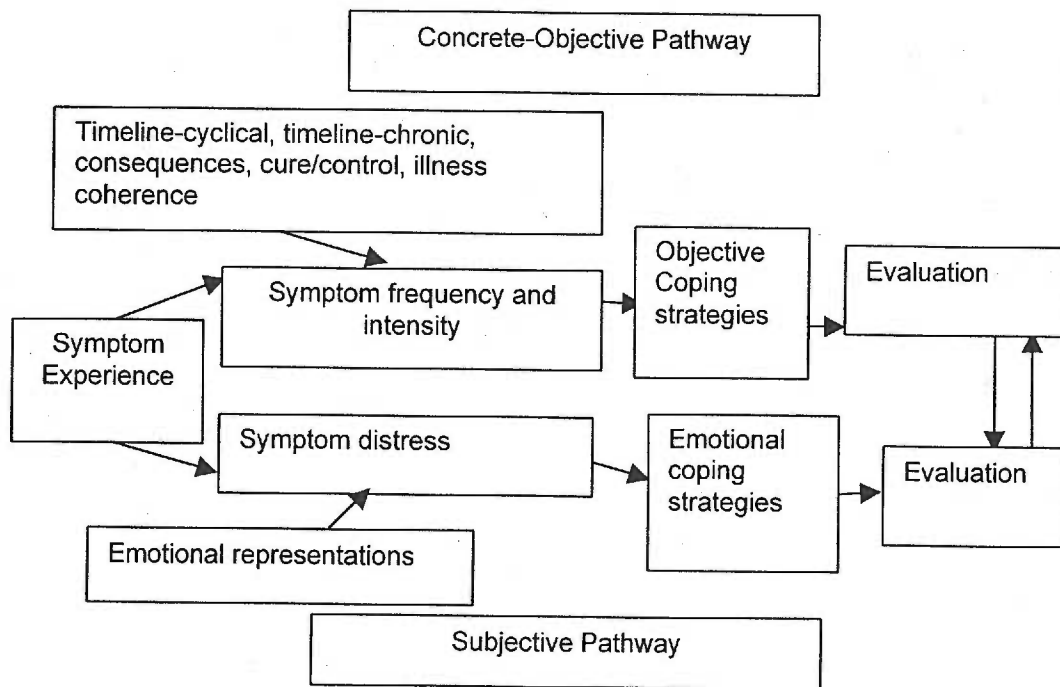 Concrete-Objective Pathway
Timeline-cyclical, timeline-chronic,
consequences, cure/control, illness
coherence
Symptom frequency and
intensity
Objective
Coping
strategies
Evaluation
Symptom
Experience
Symptom distress
Emotional
coping
strategies
Evaluation
Emotional representations
Subjective Pathway